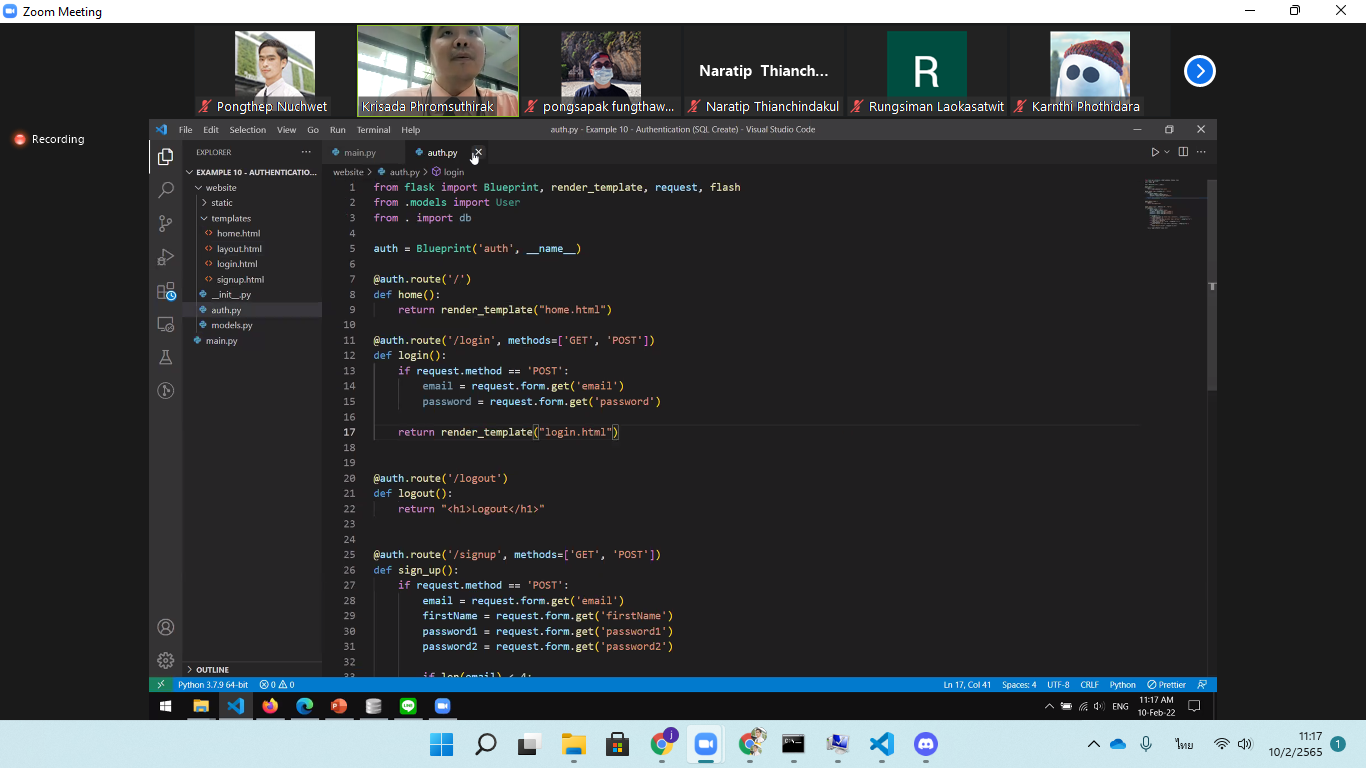 Zoom Meeting
Pongthep Nuchwet
Krisada Phromsuthirak
pongsapak fungthaw...
Naratip Thianch...
Naratip Thianchindakul
R
Rungsiman Laokasatwit
Karnthi Phothidara
Recording
File Edit Selection View Go Run Terminal Help
auth.py - Example 10 - Authentication (SQL Create) - Visual Studio Code
EXPLORER
main.py
auth.py
EXAMPLE 10 - AUTHENTICATIO...
website
static
templates
home.html
layout.html
login.html
signup.html
__init__.py
auth.py
models.py
main.py
OUTLINE
website > auth.py > login
1 from flask import Blueprint, render_template, request, flash
2 from .models import User
3 from . import db
4
5 auth = Blueprint('auth', __name__)
6
7 @auth.route('/')
8 def home():
9 return render_template("home.html")
10
11 @auth.route('/login', methods=['GET', 'POST'])
12 def login():
13 if request.method == 'POST':
14 email = request.form.get('email')
15 password = request.form.get('password')
16
17 return render_template("login.html")
18
19
20 @auth.route('/logout')
21 def logout():
22 return "<h1>Logout</h1>"
23
24
25 @auth.route('/signup', methods=['GET', 'POST'])
26 def sign_up():
27 if request.method == 'POST':
28 email = request.form.get('email')
29 firstName = request.form.get('firstName')
30 password1 = request.form.get('password1')
31 password2 = request.form.get('password2')
32
33 if len(email) < 4:
Python 3.7.9 64-bit 0 0
Ln 17, Col 41 Spaces: 4 UTF-8 CRLF Python Prettier
ENG
11:17 AM
10-Feb-22
ไทย
11:17
10/2/2565
1